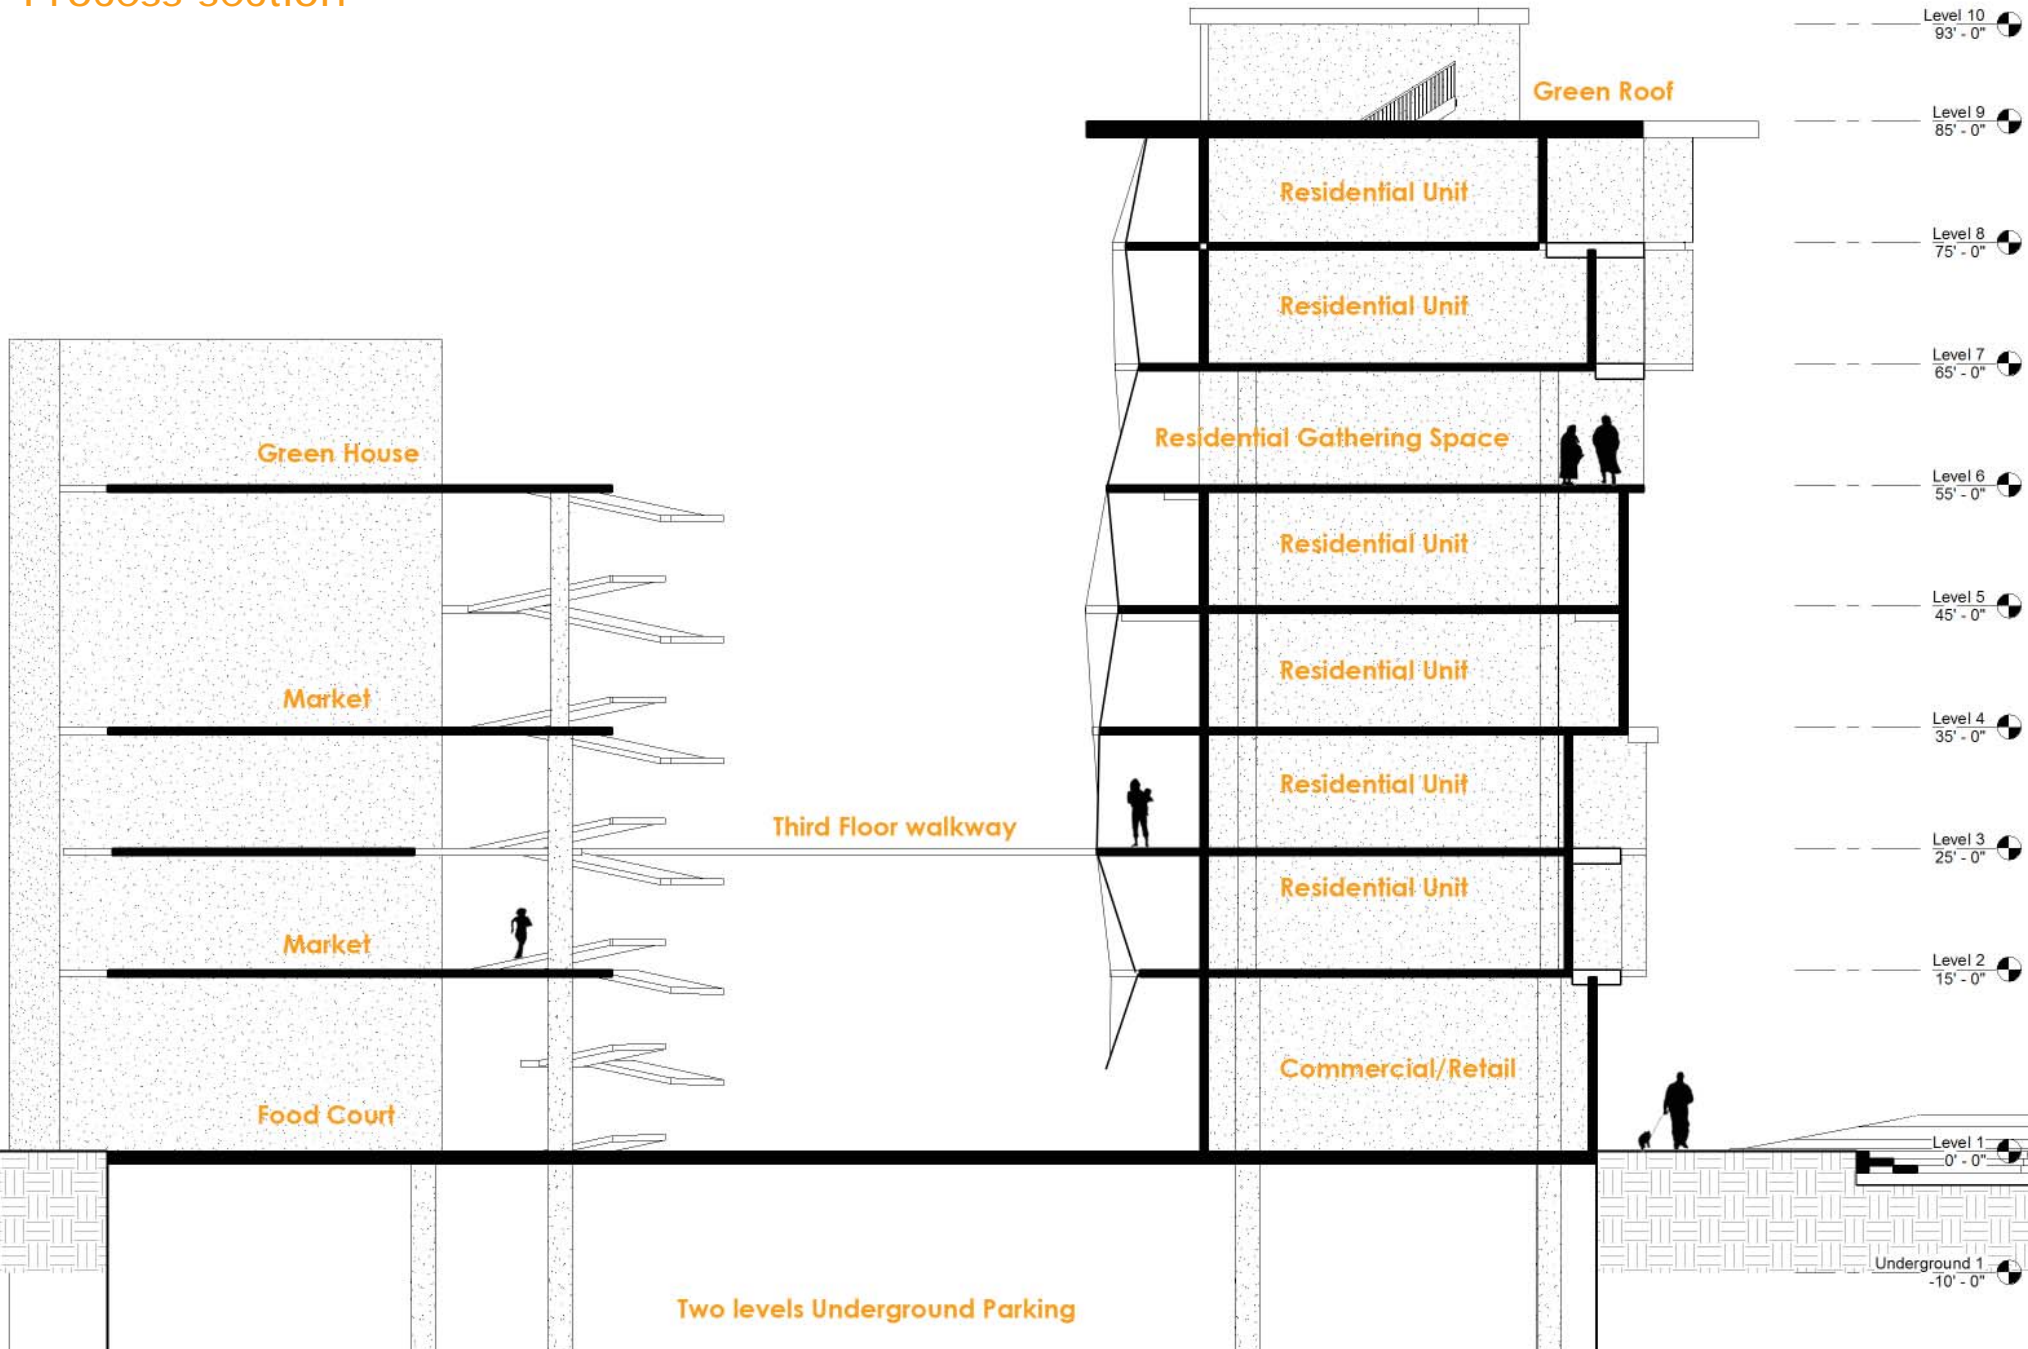 Process section
Level 10
93' - 0"
Green Roof
Level 9
85' - 0"
Residential Unit
Level 8
75' - 0"
Residential Unit
Level 7
65' - 0"
Green House
Residential Gathering Space
Level 6
55' - 0"
Residential Unit
Level 5
45' - 0"
Market
Residential Unit
Level 4
35' - 0"
Residential Unit
Third Floor walkway
Level 3
25' - 0"
Residential Unit
Market
Level 2
15' - 0"
Commercial/Retail
Food Court
Level 1
0' - 0"
Underground 1
-10' - 0"
Two levels Underground Parking